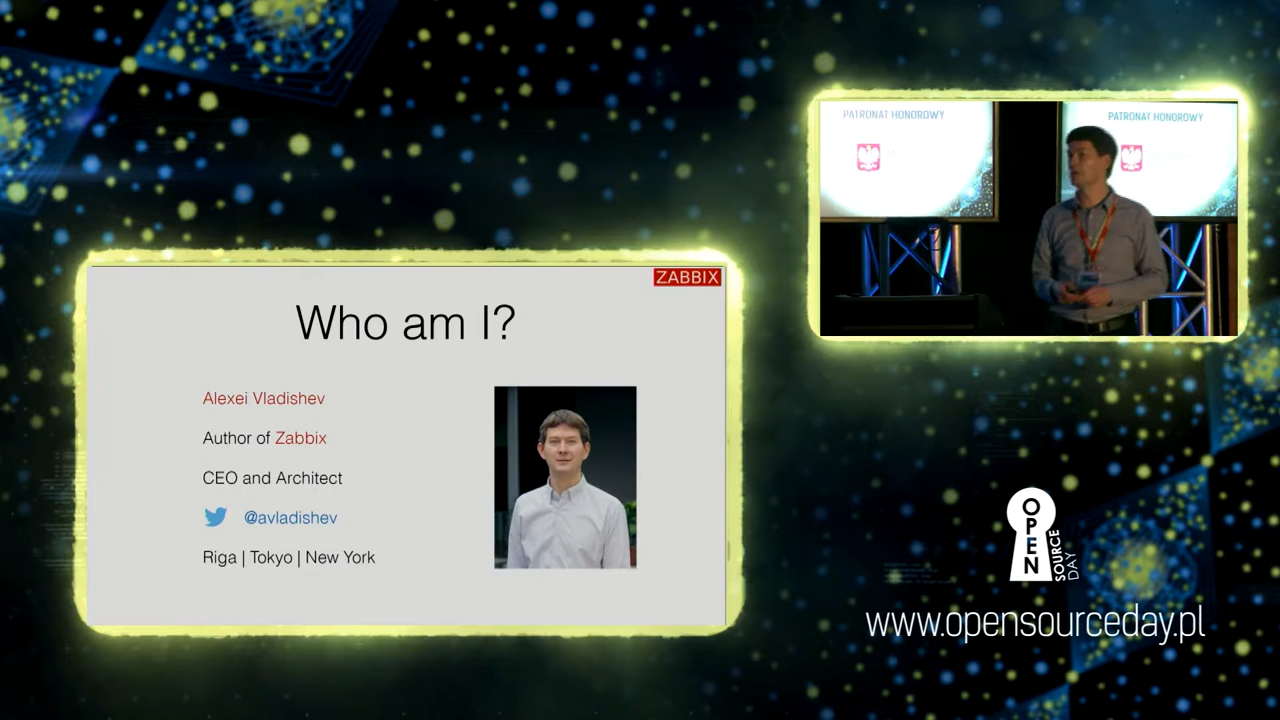 ZABBIX
Who am I?
Alexei Vladishev
Author of Zabbix
CEO and Architect
@avladishev
Riga | Tokyo | New York
PATRONAT HONOROWY
PATRONAT HONOROWY
OPEN
SOURCE
DAY
www.opensourceday.pl